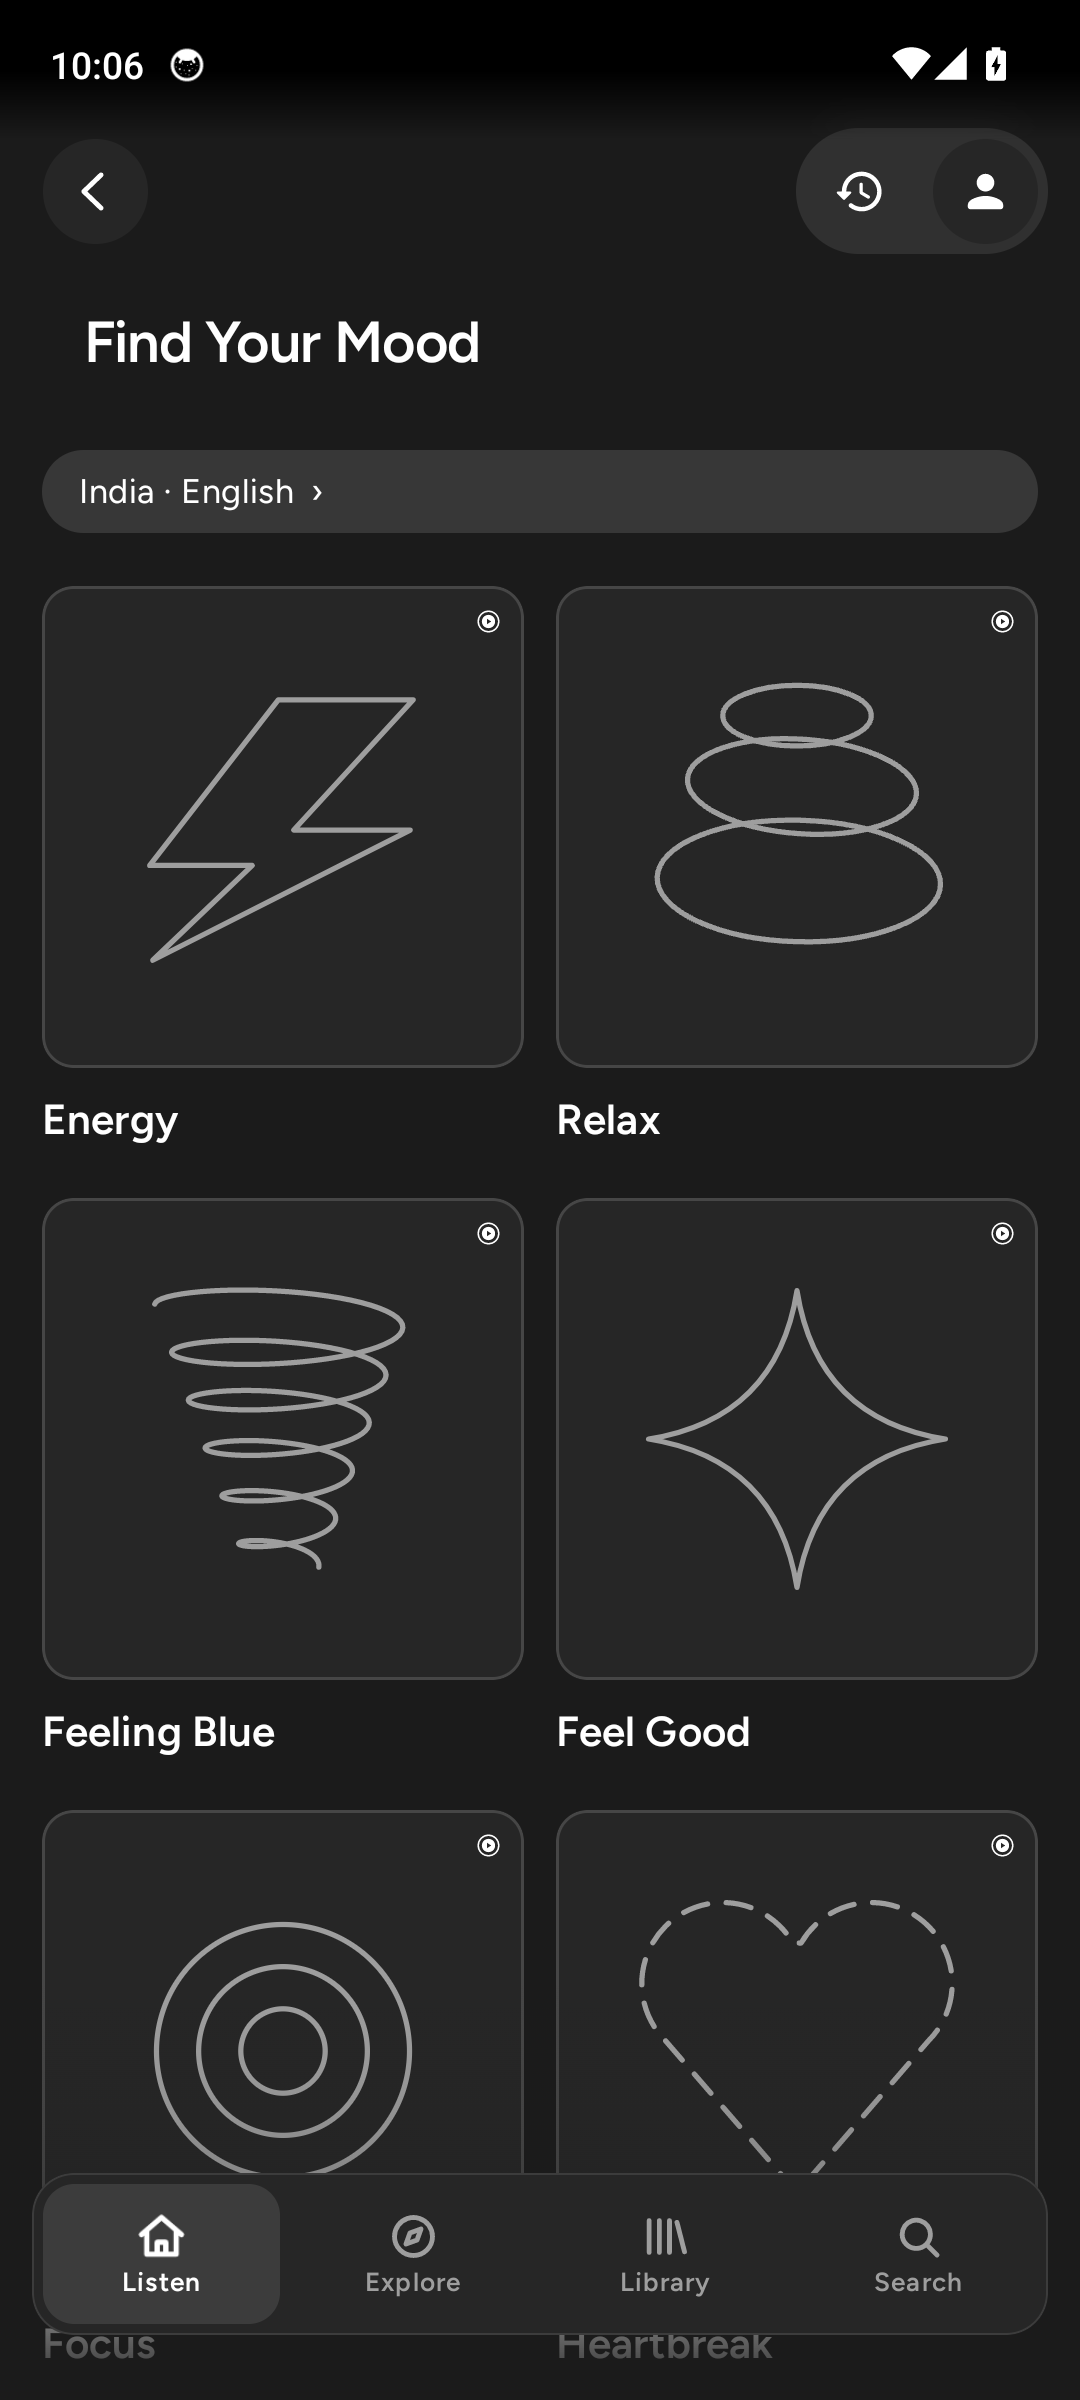 10:06
Find Your Mood
India · English ›
Energy
Relax
Feeling Blue
Feel Good
Listen
Explore
Library
Search
Focus
Heartbreak